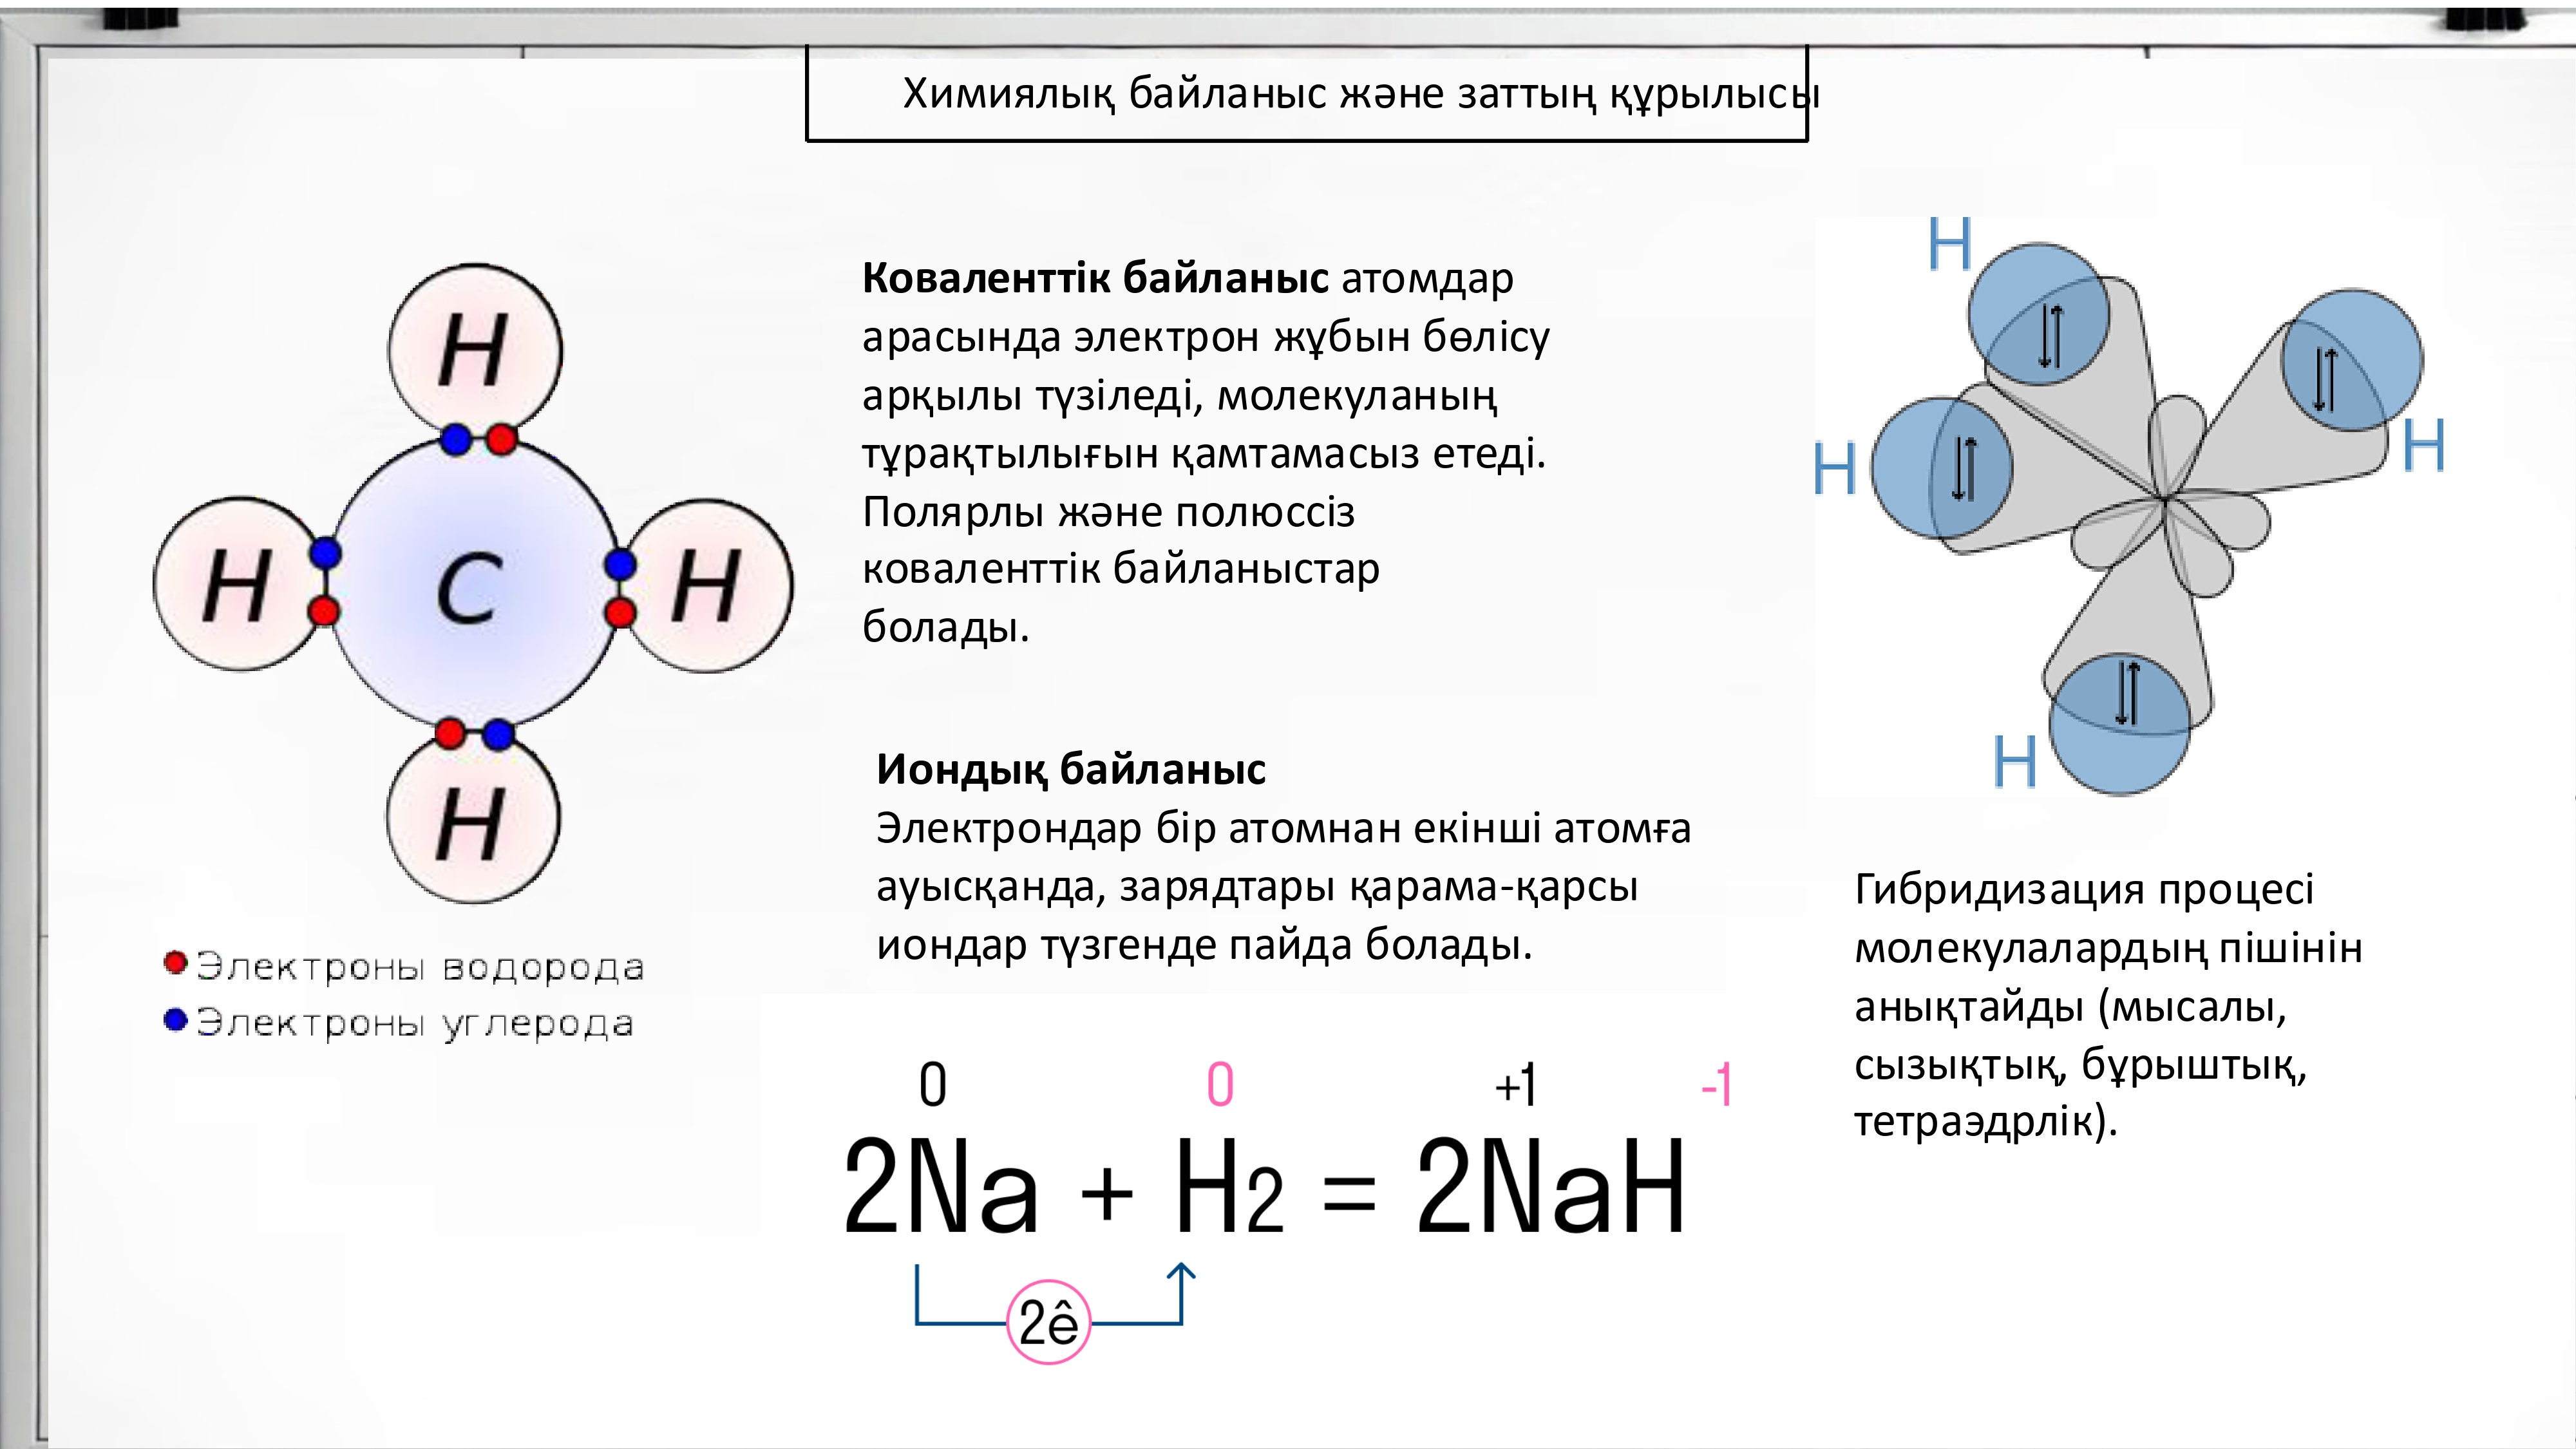 Химиялық байланыс және заттың құрылысы
H
H
C
H
H
Электроны водорода
Электроны углерода
Коваленттік байланыс атомдар
арасында электрон жұбын бөлісу
арқылы түзіледі, молекуланың
тұрақтылығын қамтамасыз етеді.
Полярлы және полюссіз
коваленттік байланыстар
болады.
Иондық байланыс
Электрондар бір атомнан екінші атомға
ауысқанда, зарядтары қарама-қарсы
иондар түзгенде пайда болады.
0 0 +1 -1
2Na + H2 = 2NaH
2ê
H
H
H
H
Гибридизация процесі
молекулалардың пішінін
анықтайды (мысалы,
сызықтық, бұрыштық,
тетраэдрлік).